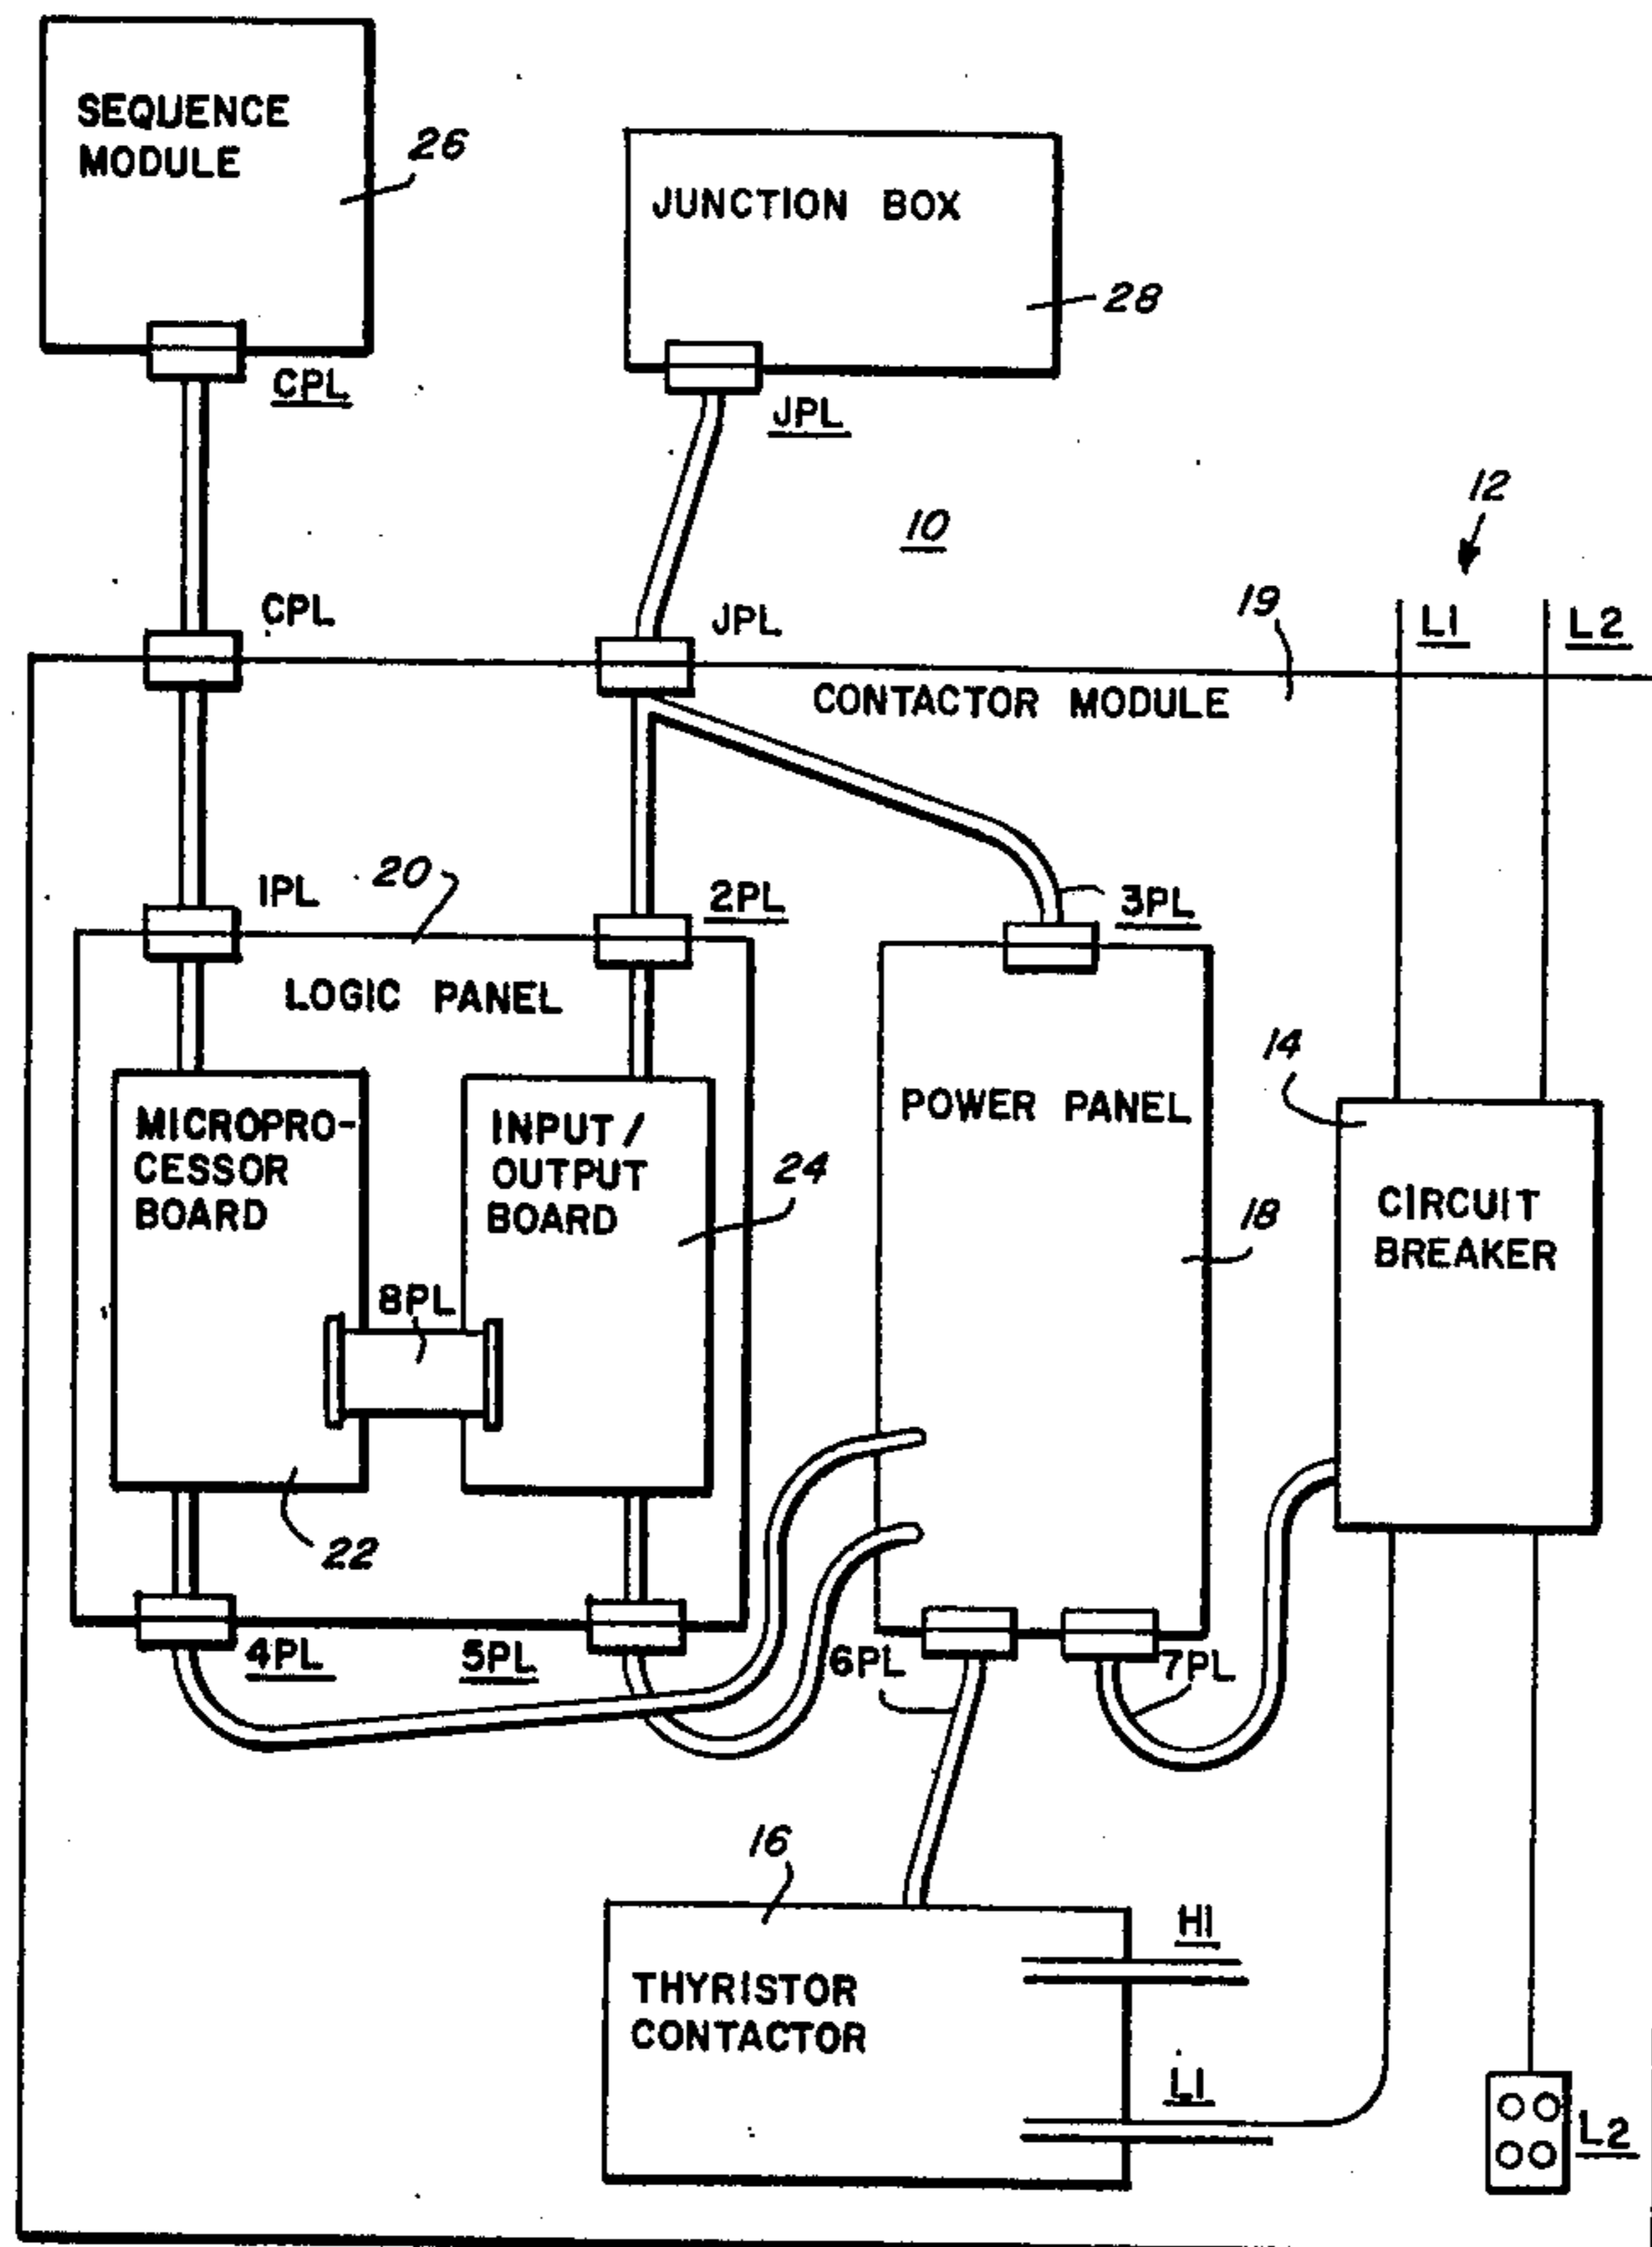 SEQUENCE
MODULE
26
JUNCTION BOX
28
CPL
JPL
10
12
CPL
JPL
19
L1
L2
CONTACTOR MODULE
1PL
20
2PL
3PL
LOGIC PANEL
14
MICROPRO-
CESSOR
BOARD
INPUT/
OUTPUT
BOARD
24
POWER PANEL
18
CIRCUIT
BREAKER
8PL
22
4PL
5PL
6PL
7PL
16
H1
THYRISTOR
CONTACTOR
L1
L2